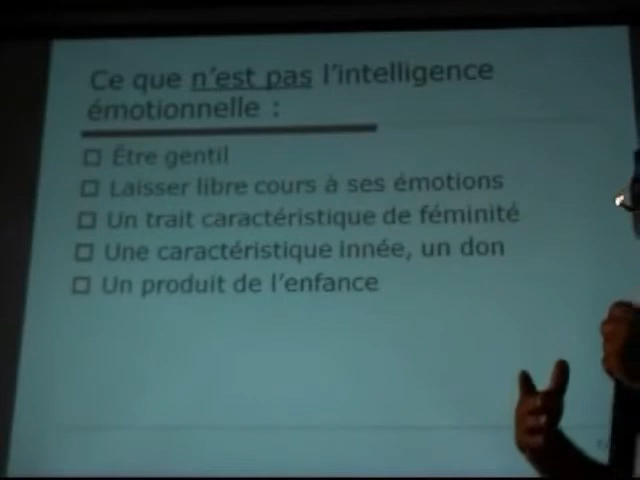 Ce que n'est pas l'intelligence
émotionnelle :
Être gentil
Laisser libre cours à ses émotions
Un trait caractéristique de féminité
Une caractéristique innée, un don
Un produit de l'enfance